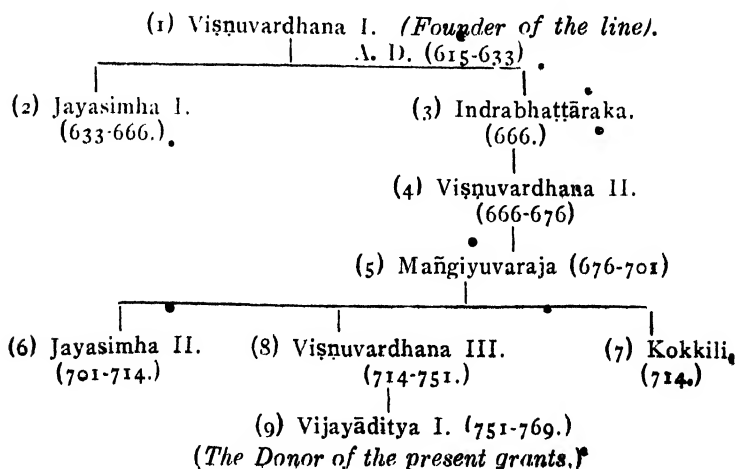 (1) Viṣṇuvardhana I. (Founder of the line).
A. D. (615-633)
(2) Jayasimha I. (3) Indrabhaṭṭāraka.
(633-666.) (666.)
(4) Viṣṇuvardhana II.
(666-676)
(5) Mañgiyuvaraja (676-701)
(6) Jayasimha II. (8) Viṣṇuvardhana III. (7) Kokkili.
(701-714.) (714-751.) (714.)
(9) Vijayāditya I. (751-769.)
(The Donor of the present grants.)